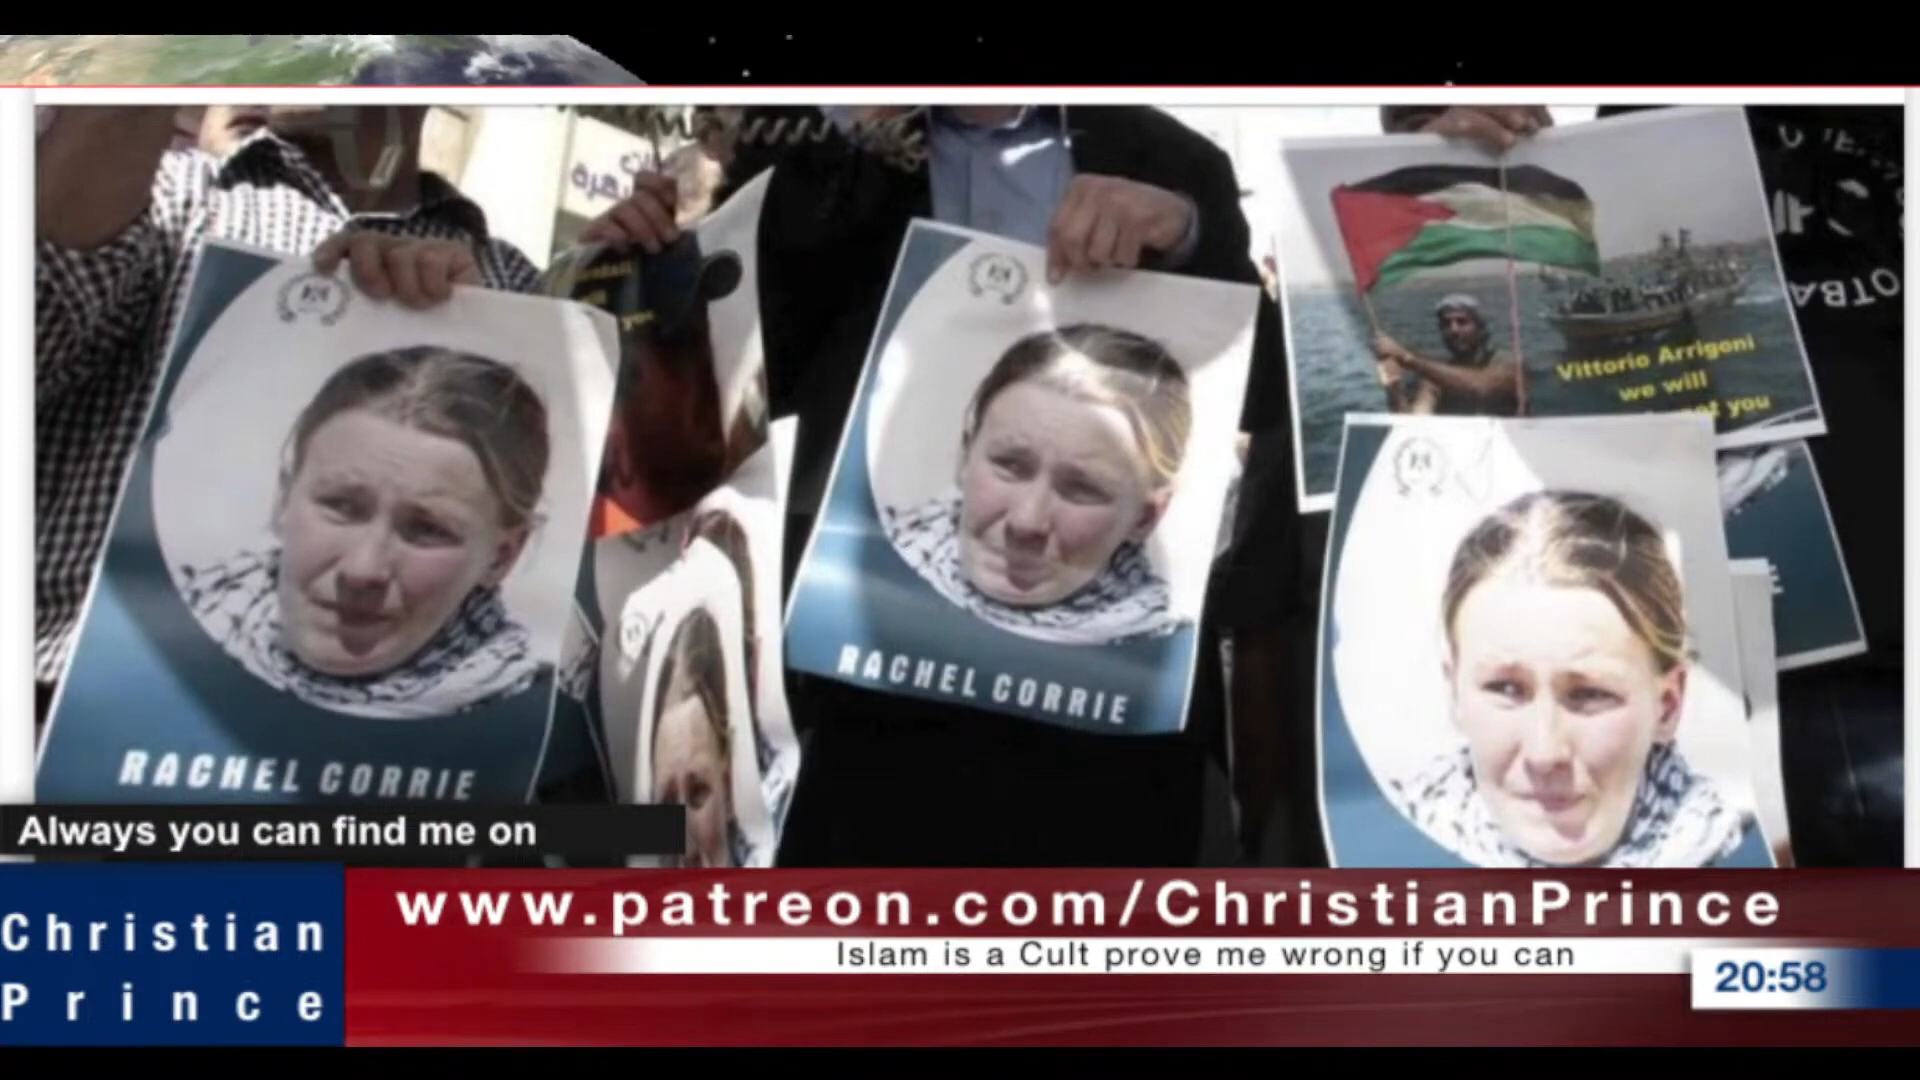 RACHEL CORRIE
RACHEL CORRIE
Vittorio Arrigoni
we will
you
Always you can find me on
Christian
Prince
www.patreon.com/ChristianPrince
Islam is a Cult prove me wrong if you can
20:58